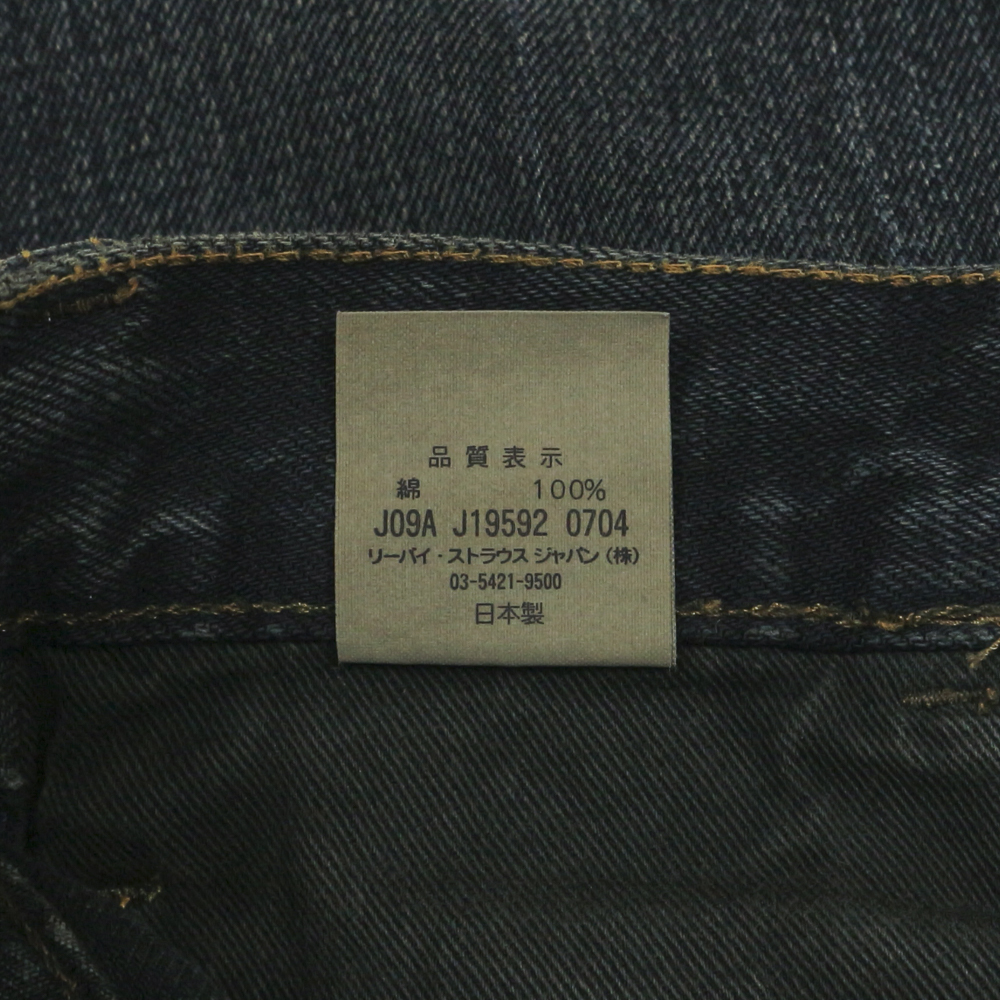 品質表示
綿 100%
J09A J19592 0704
リーバイ・ストラウス ジャパン(株)
03-5421-9500
日本製